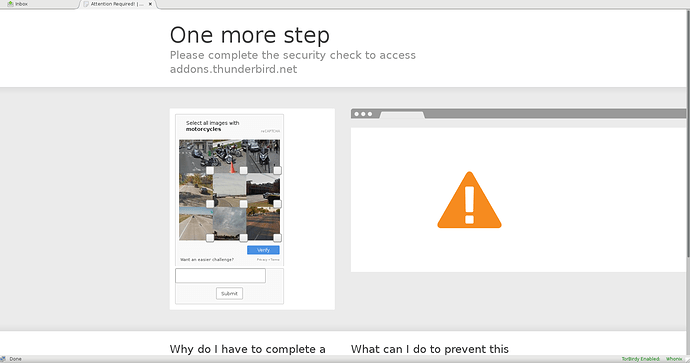 Inbox
Attention Required! |...
One more step
Please complete the security check to access
addons.thunderbird.net
Select all images with
motorcycles
reCAPTCHA
Verify
Want an easier challenge?
Privacy - Terms
Submit
Why do I have to complete a
What can I do to prevent this
Done
TorBirdy Enabled:
Whonix